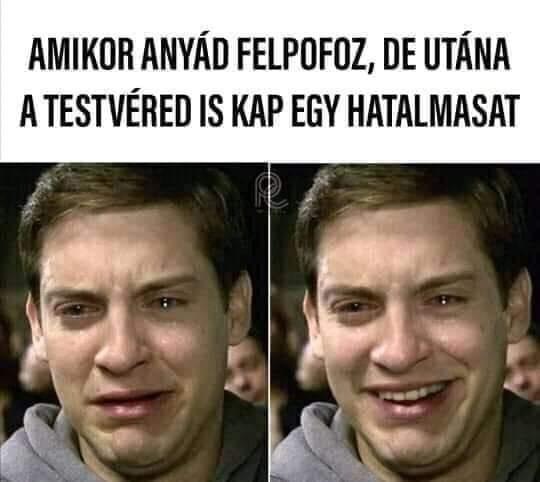 AMIKOR ANYÁD FELPOFOZ, DE UTÁNA
A TESTVÉRED IS KAP EGY HATALMASAT